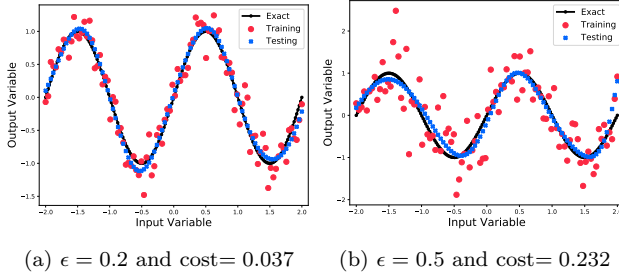 Exact
Training
Testing
Output Variable
1.0
0.5
0.0
−0.5
−1.0
−1.5
−2.0 −1.5 −1.0 −0.5 0.0 0.5 1.0 1.5 2.0
Input Variable
(a) ϵ = 0.2 and cost= 0.037
Exact
Training
Testing
Output Variable
2
1
0
−1
−2
−2.0 −1.5 −1.0 −0.5 0.0 0.5 1.0 1.5 2.0
Input Variable
(b) ϵ = 0.5 and cost= 0.232